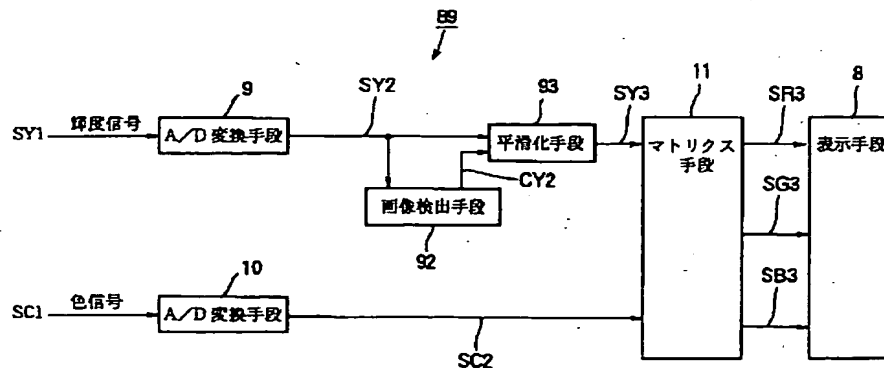 89
9
SY2
93
SY3
11
SR3
8
SY1
輝度信号
A/D 変換手段
平滑化手段
マトリクス
手段
表示手段
CY2
画像検出手段
92
SG3
10
SB3
SC1
色信号
A/D 変換手段
SC2